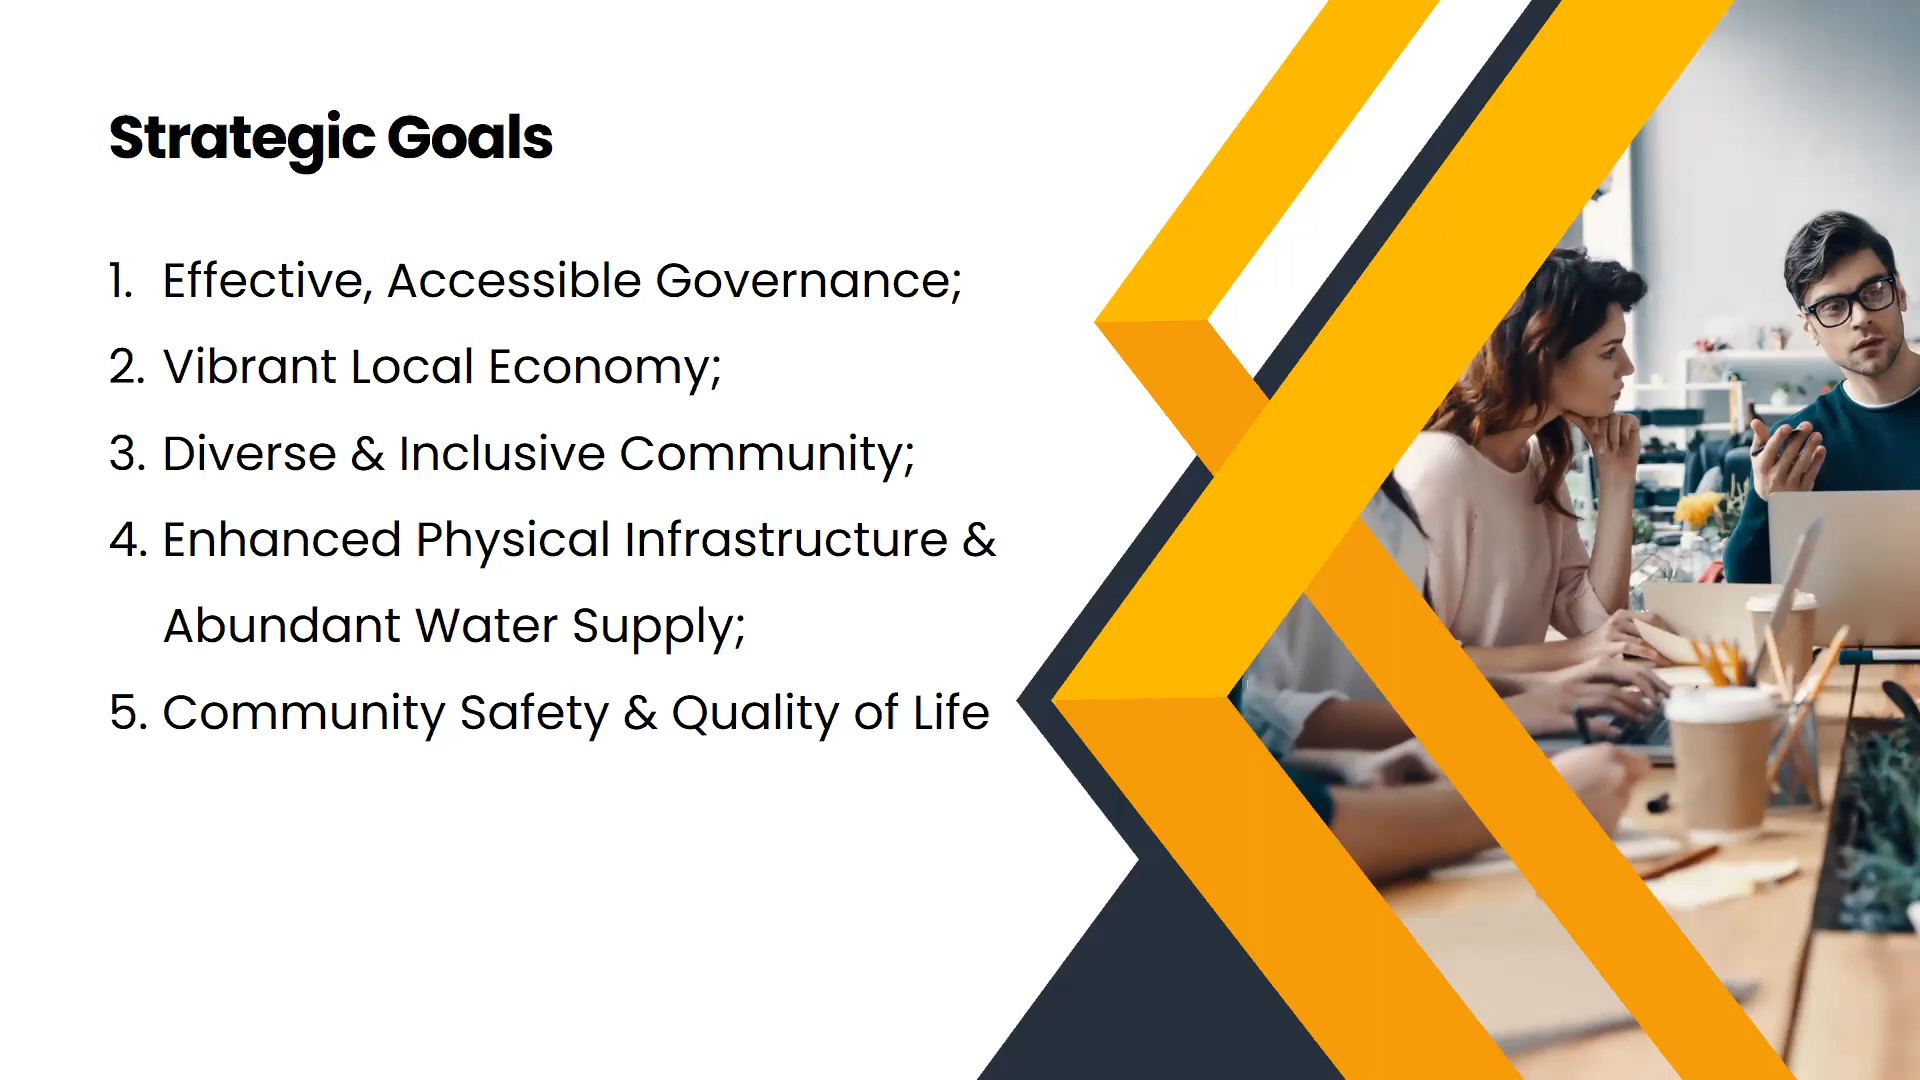 Strategic Goals
1. Effective, Accessible Governance;
2. Vibrant Local Economy;
3. Diverse & Inclusive Community;
4. Enhanced Physical Infrastructure &
Abundant Water Supply;
5. Community Safety & Quality of Life